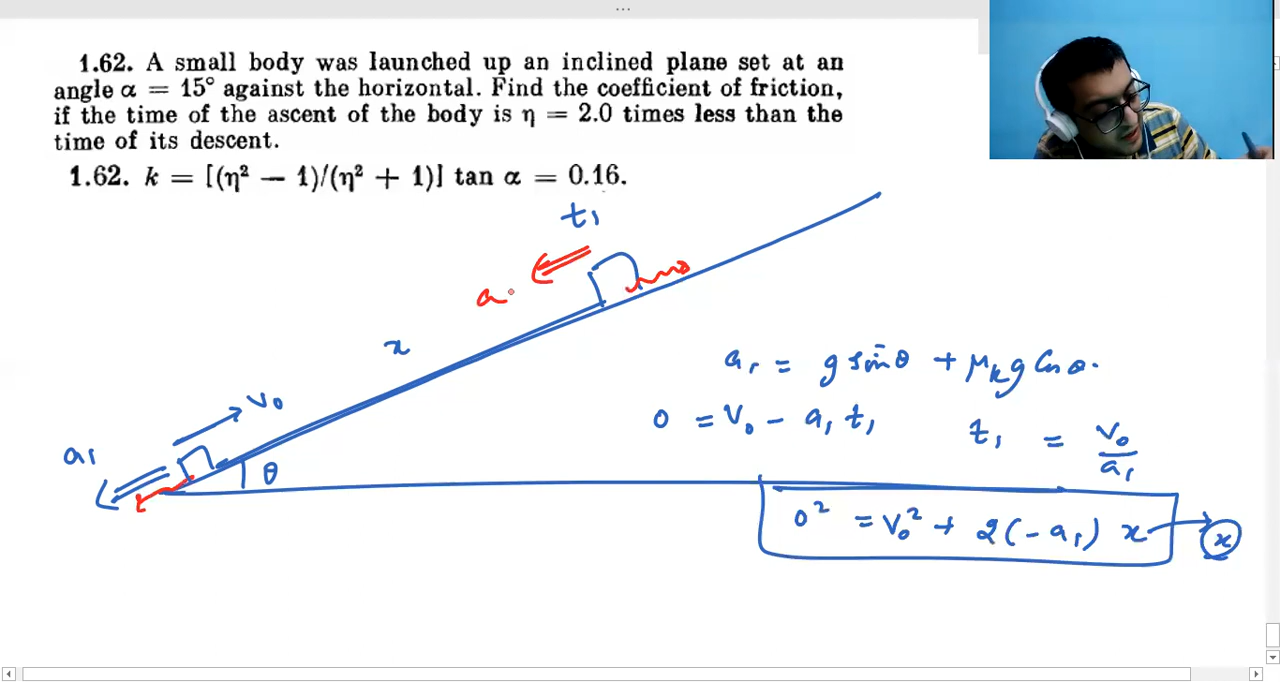 1.62. A small body was launched up an inclined plane set at an
angle α = 15° against the horizontal. Find the coefficient of friction,
if the time of the ascent of the body is η = 2.0 times less than the
time of its descent.
1.62. k = [(η² − 1)/(η² + 1)] tan α = 0.16.
t₁
a
x
a₁ = g sin θ + μₖ g cos θ.
v₀
0 = v₀ − a₁ t₁
t₁ = v₀/a₁
a₁
θ
0² = v₀² + 2(−a₁) x → x